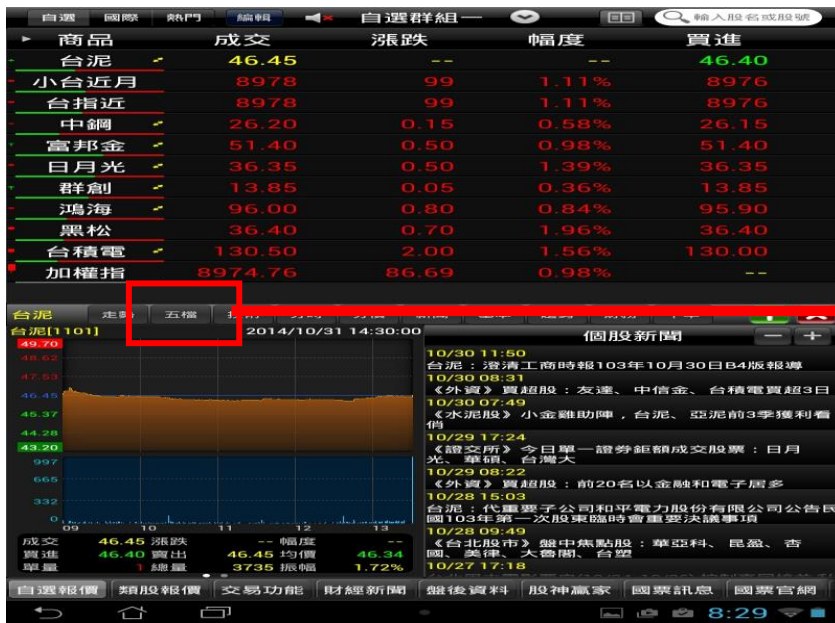 自選 國際 熱門 編輯 自選群組一 輸入股名或股號
商品 成交 漲跌 幅度 買進
台泥 46.45 -- -- 46.40
小台近月 8978 99 1.11% 8976
台指近 8978 99 1.11% 8976
中鋼 26.20 0.15 0.58% 26.15
富邦金 51.40 0.50 0.98% 51.40
日月光 36.35 0.50 1.39% 36.35
群創 13.85 0.05 0.36% 13.85
鴻海 96.00 0.80 0.84% 95.90
黑松 36.40 0.70 1.96% 36.40
台積電 130.50 2.00 1.56% 130.00
加權指 8974.76 86.69 0.98% --
台泥 走勢 五檔
台泥[1101] 2014/10/31 14:30:00
49.70
48.62
47.53
46.45
45.37
44.28
43.20
997
665
332
0
09 10 11 12 13
成交 46.45 漲跌 -- 幅度 --
買進 46.40 賣出 46.45 均價 46.34
單量 1 總量 3735 振幅 1.72%
個股新聞 － ＋
10/30 11:50
台泥：澄清工商時報103年10月30日B4版報導
10/30 08:31
《外資》買超股：友達、中信金、台積電買超3日
10/30 07:49
《水泥股》小金雞助陣，台泥、亞泥前3季獲利看
俏
10/29 17:24
《證交所》今日單一證券鉅額成交股票：日月
光、華碩、台灣大
10/29 08:22
《外資》買超股：前20名以金融和電子居多
10/28 15:03
台泥：代重要子公司和平電力股份有限公司公告民
國103年第一次股東臨時會重要決議事項
10/28 09:49
《台北股市》盤中焦點股：華亞科、昆盈、杏
國、美律、大魯閣、台塑
10/27 17:18
自選報價 類股報價 交易功能 財經新聞 盤後資料 股神贏家 國票訊息 國票官網
8:29